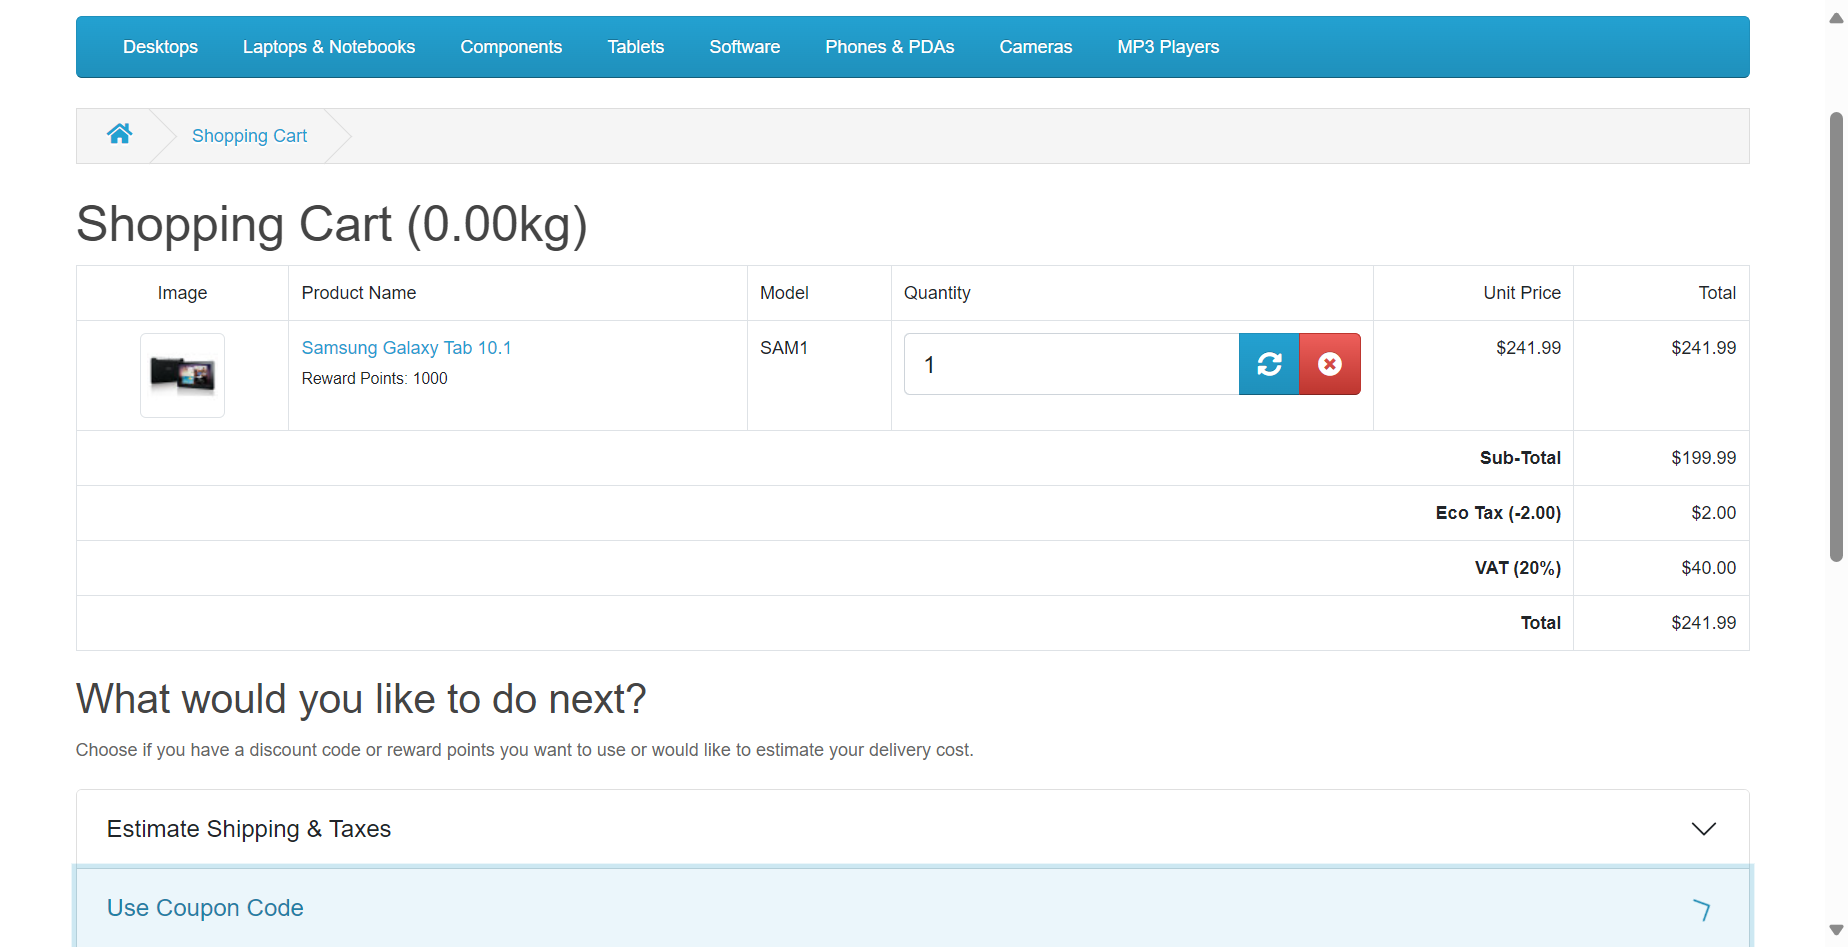 Desktops Laptops & Notebooks Components Tablets Software Phones & PDAs Cameras MP3 Players
Shopping Cart
Shopping Cart (0.00kg)
Image Product Name Model Quantity Unit Price Total
Samsung Galaxy Tab 10.1 SAM1 1 $241.99 $241.99
Reward Points: 1000
Sub-Total $199.99
Eco Tax (-2.00) $2.00
VAT (20%) $40.00
Total $241.99
What would you like to do next?
Choose if you have a discount code or reward points you want to use or would like to estimate your delivery cost.
Estimate Shipping & Taxes
Use Coupon Code